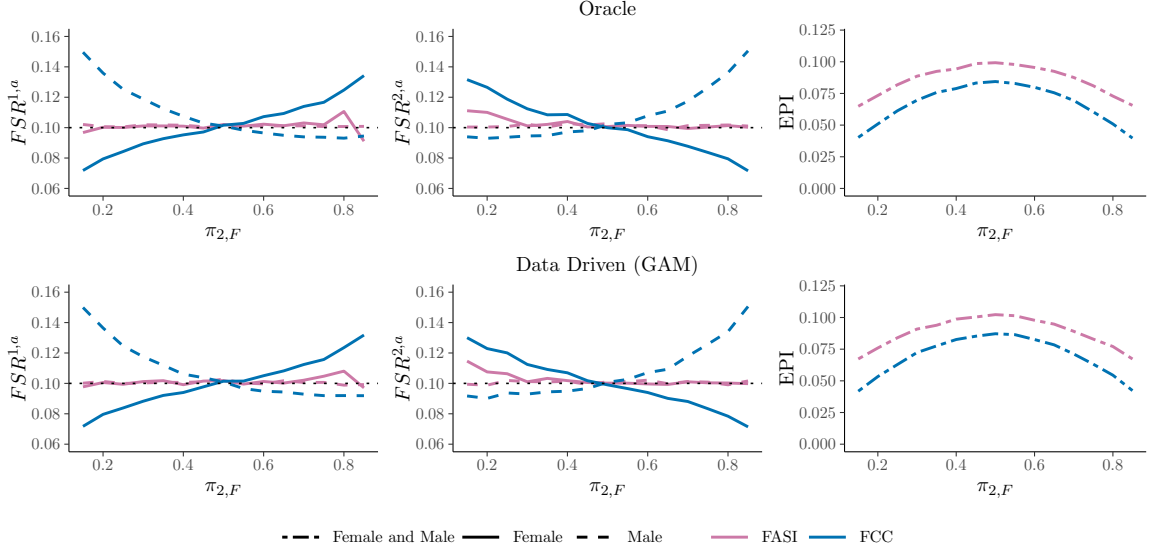 Oracle
0.16
0.14
0.12
0.10
0.08
0.06
FSR^{1,a}
0.2 0.4 0.6 0.8
π_{2,F}
0.16
0.14
0.12
0.10
0.08
0.06
FSR^{2,a}
0.2 0.4 0.6 0.8
π_{2,F}
0.125
0.100
0.075
0.050
0.025
0.000
EPI
0.2 0.4 0.6 0.8
π_{2,F}
Data Driven (GAM)
0.16
0.14
0.12
0.10
0.08
0.06
FSR^{1,a}
0.2 0.4 0.6 0.8
π_{2,F}
0.16
0.14
0.12
0.10
0.08
0.06
FSR^{2,a}
0.2 0.4 0.6 0.8
π_{2,F}
0.125
0.100
0.075
0.050
0.025
0.000
EPI
0.2 0.4 0.6 0.8
π_{2,F}
Female and Male Female Male FASI FCC